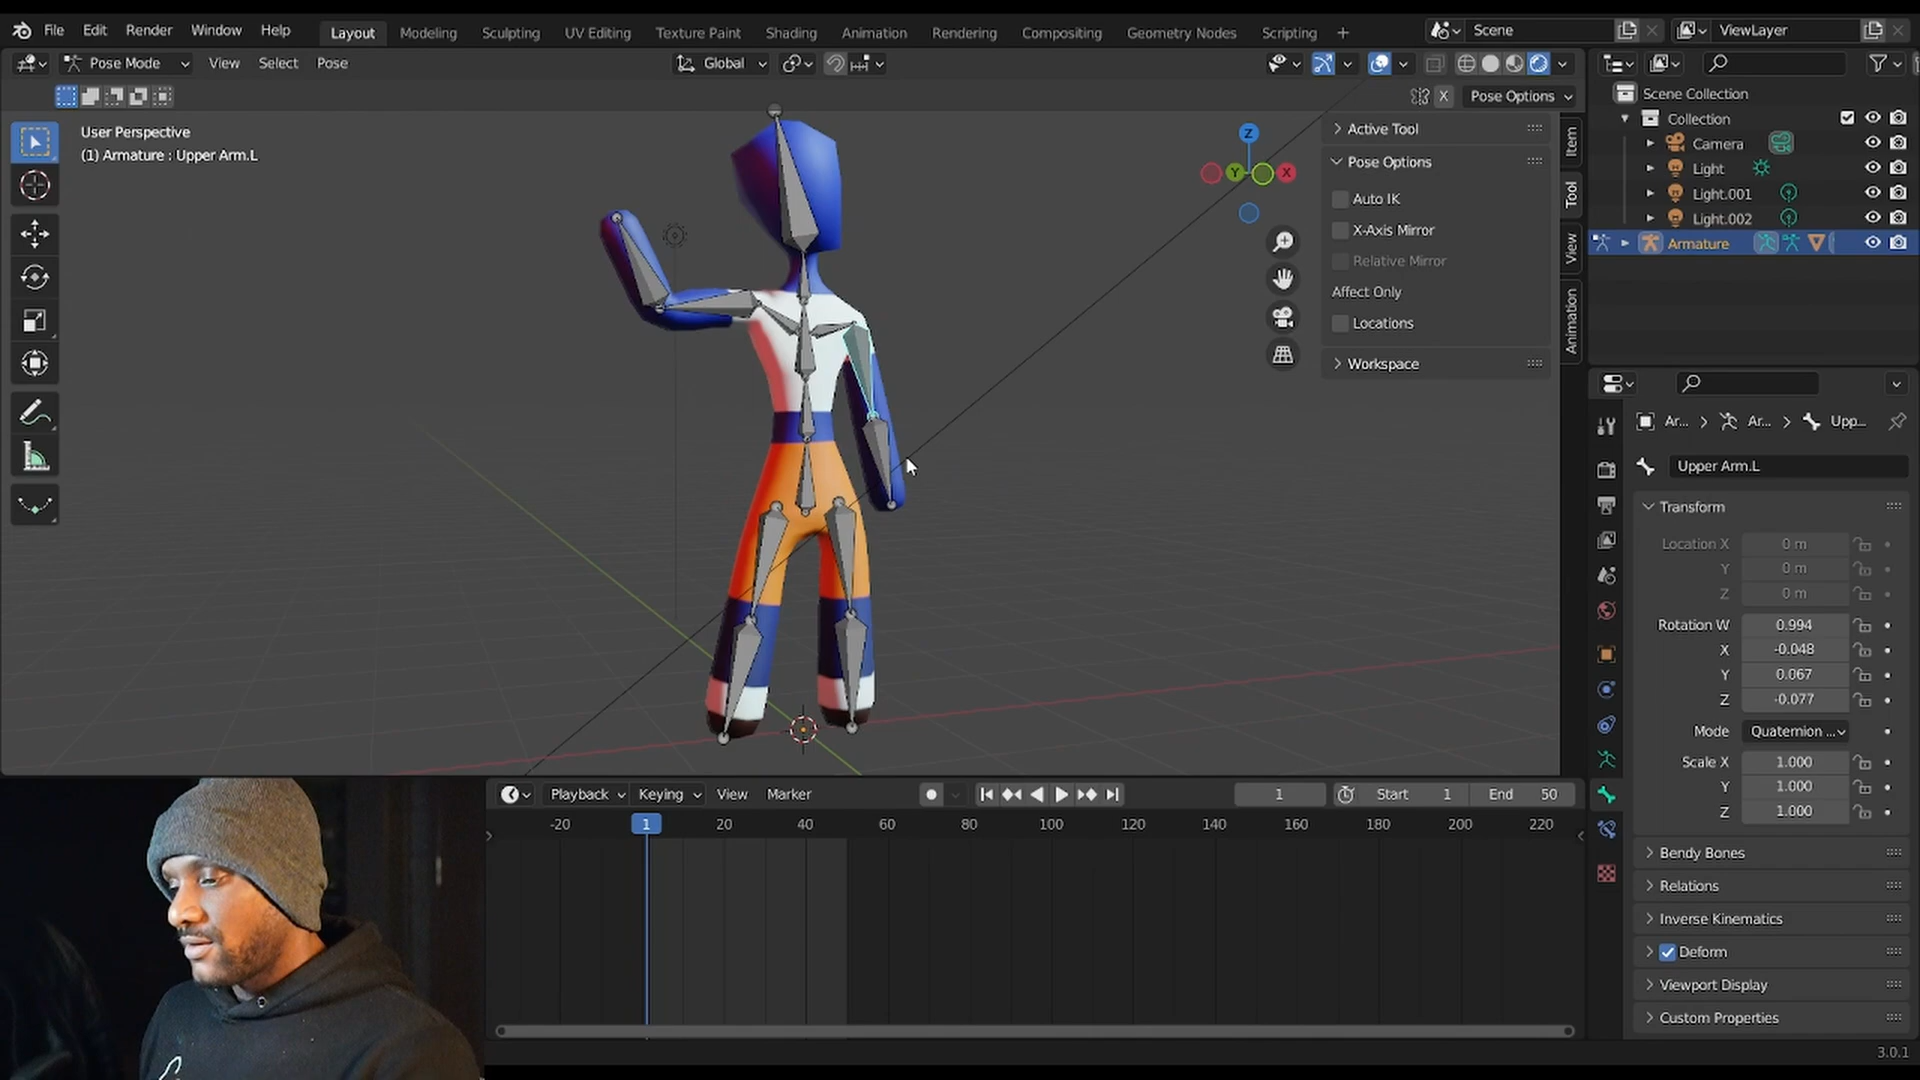 File Edit Render Window Help Layout Modeling Sculpting UV Editing Texture Paint Shading Animation Rendering Compositing Geometry Nodes Scripting + Scene ViewLayer
Pose Mode View Select Pose Global
X Pose Options
User Perspective
(1) Armature : Upper Arm.L
Z
Y
X
Active Tool
Pose Options
Auto IK
X-Axis Mirror
Relative Mirror
Affect Only
Locations
Workspace
Item
Tool
View
Animation
Scene Collection
Collection
Camera
Light
Light.001
Light.002
Armature
Ar... > Ar... > Upp...
Upper Arm.L
Transform
Location X 0 m
Y 0 m
Z 0 m
Rotation W 0.994
X -0.048
Y 0.067
Z -0.077
Mode Quaternion ...
Scale X 1.000
Y 1.000
Z 1.000
Bendy Bones
Relations
Inverse Kinematics
Deform
Viewport Display
Custom Properties
Playback Keying View Marker 1 Start 1 End 50
-20 1 20 40 60 80 100 120 140 160 180 200 220
3.0.1